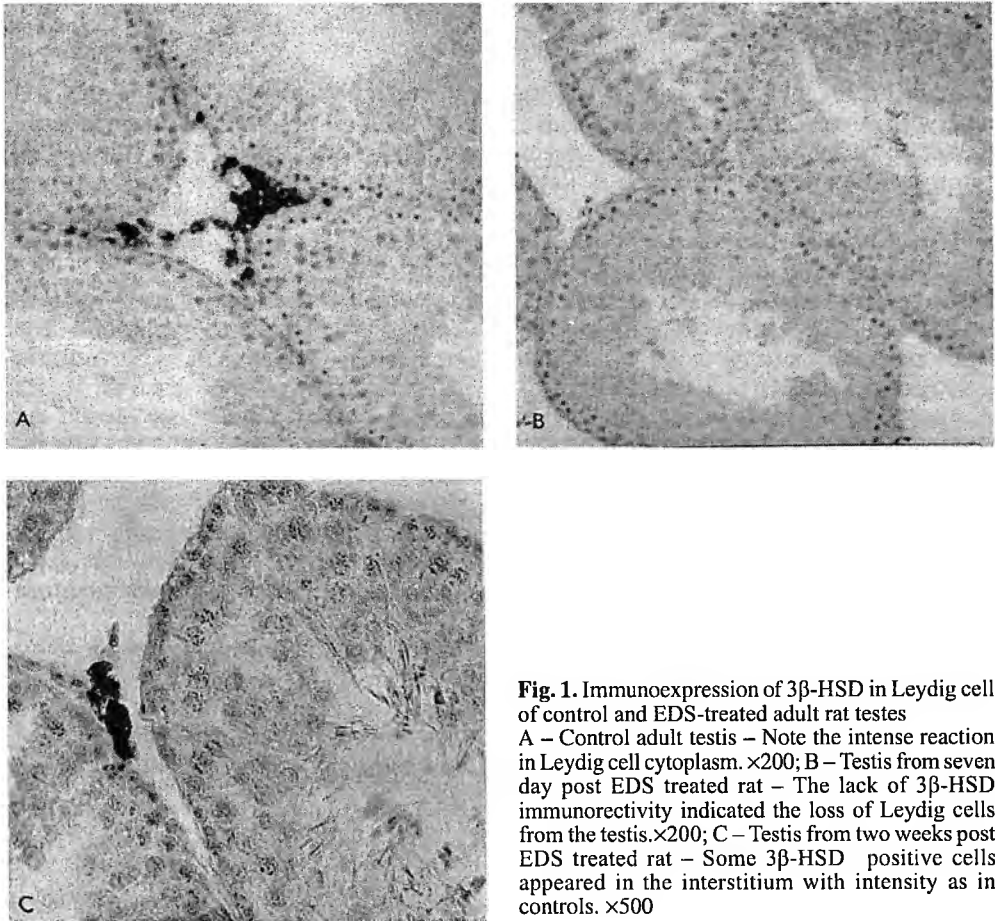 A
B
C
Fig. 1. Immunoexpression of 3β-HSD in Leydig cell
of control and EDS-treated adult rat testes
A – Control adult testis – Note the intense reaction
in Leydig cell cytoplasm. ×200; B – Testis from seven
day post EDS treated rat – The lack of 3β-HSD
immunorectivity indicated the loss of Leydig cells
from the testis.×200; C – Testis from two weeks post
EDS treated rat – Some 3β-HSD positive cells
appeared in the interstitium with intensity as in
controls. ×500